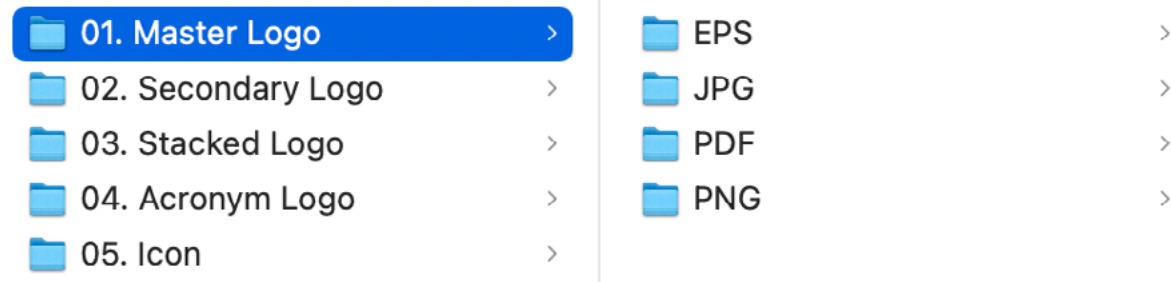 01. Master Logo
02. Secondary Logo
03. Stacked Logo
04. Acronym Logo
05. Icon
EPS
JPG
PDF
PNG